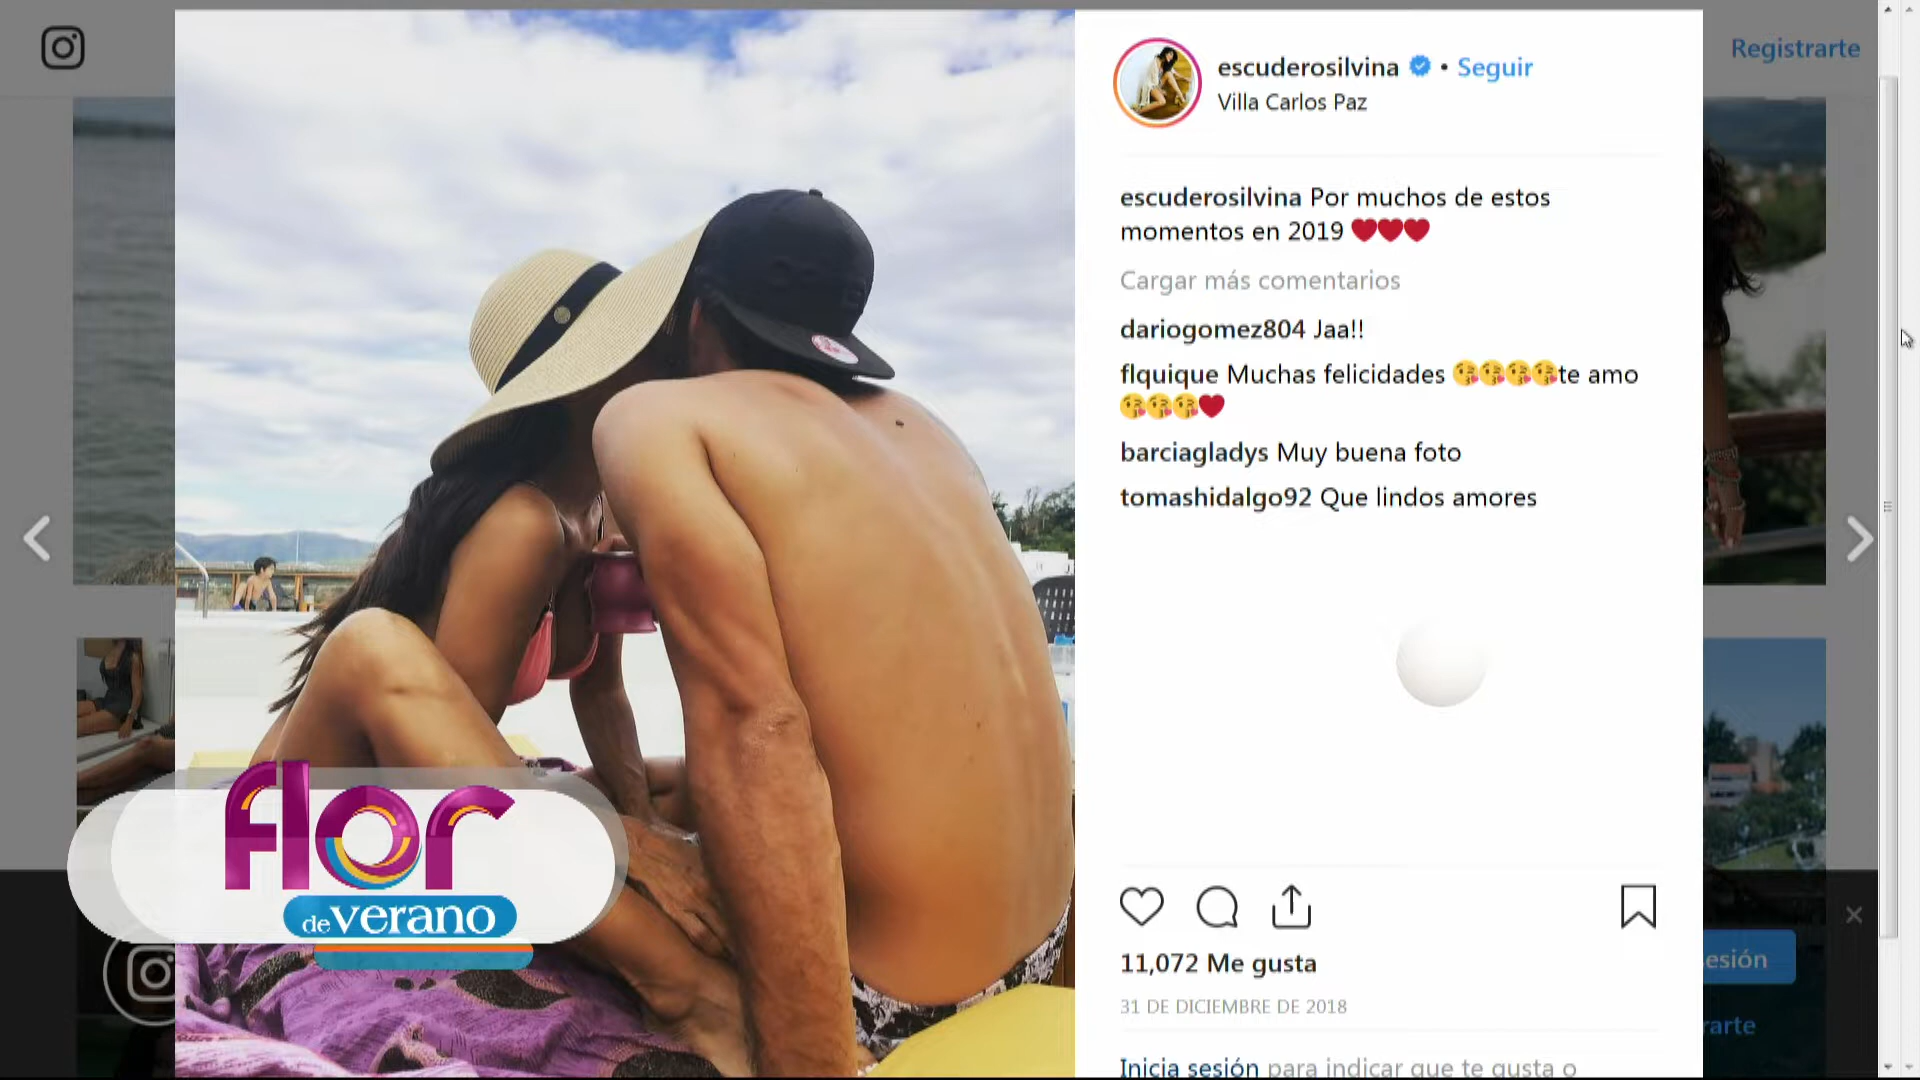 escuderosilvina • Seguir
Registrarte
Villa Carlos Paz
escuderosilvina Por muchos de estos
momentos en 2019 ❤❤❤
Cargar más comentarios
dariogomez804 Jaa!!
flquique Muchas felicidades 😘😘😘😘te amo
😘😘😘❤
barciagladys Muy buena foto
tomashidalgo92 Que lindos amores
flor
de verano
11,072 Me gusta
esión
31 DE DICIEMBRE DE 2018
rarte
Inicia sesión para indicar que te gusta o